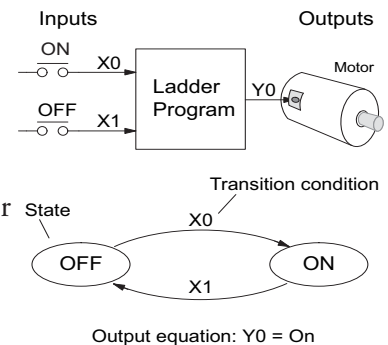 Inputs Outputs
ON
X0
Motor
Ladder
Program
Y0
OFF
X1
Transition condition
r State
X0
OFF ON
X1
Output equation: Y0 = On